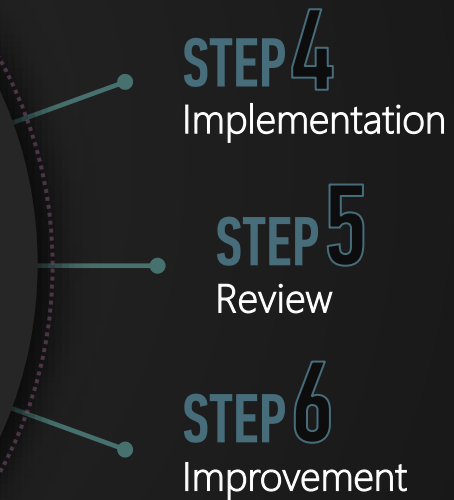 STEP 4
Implementation
STEP 5
Review
STEP 6
Improvement